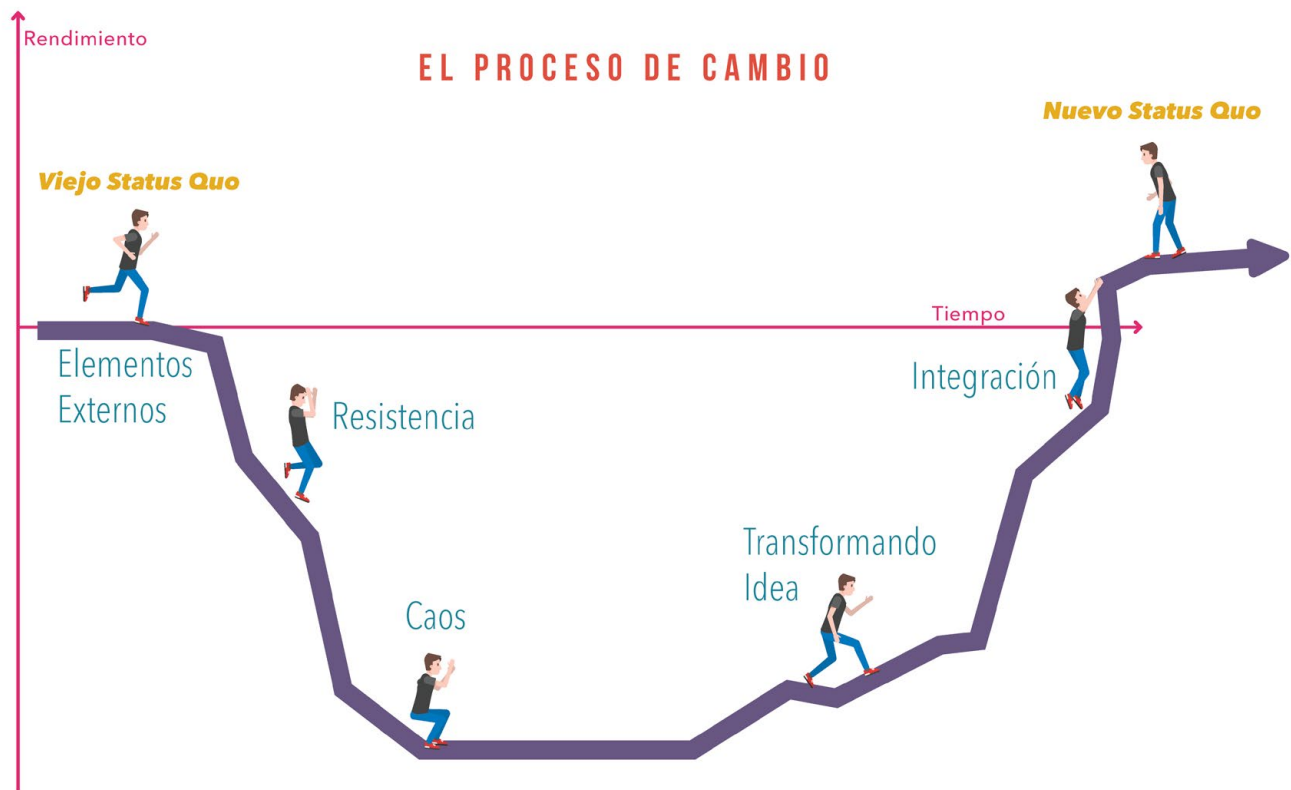 Rendimiento
EL PROCESO DE CAMBIO
Nuevo Status Quo
Viejo Status Quo
Tiempo
Elementos
Externos
Resistencia
Integración
Transformando
Idea
Caos